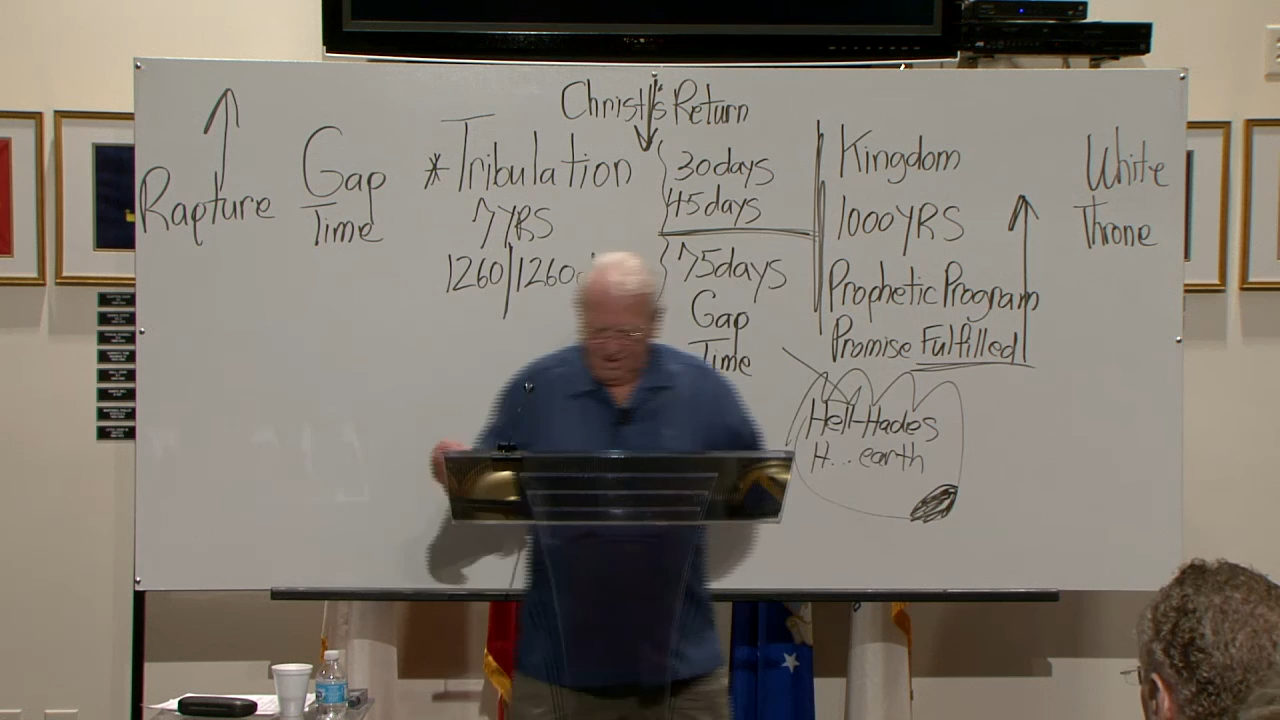 Christ's Return
Rapture
Gap
Time
*Tribulation
7YRS
1260|1260
30days
45days
75days
Gap
Time
Kingdom
1000YRS
Prophetic Program
Promise Fulfilled
Hell-Hades
H... earth
White
Throne